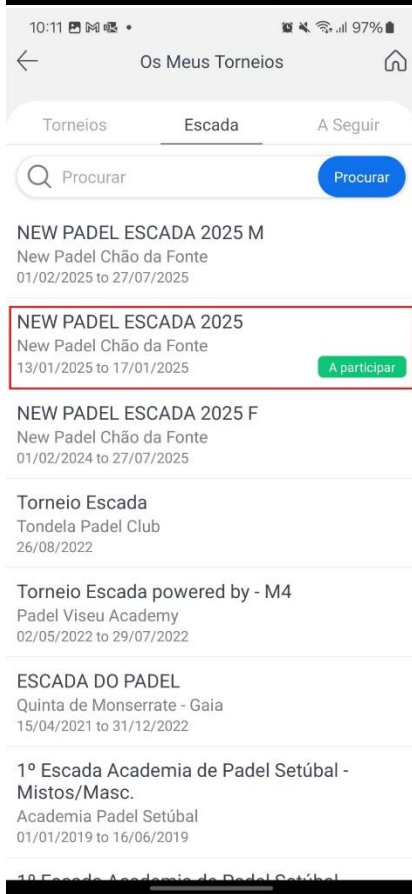 10:11
97%
Os Meus Torneios
Torneios Escada A Seguir
Procurar Procurar
NEW PADEL ESCADA 2025 M
New Padel Chão da Fonte
01/02/2025 to 27/07/2025
NEW PADEL ESCADA 2025
New Padel Chão da Fonte
13/01/2025 to 17/01/2025 A participar
NEW PADEL ESCADA 2025 F
New Padel Chão da Fonte
01/02/2024 to 27/07/2025
Torneio Escada
Tondela Padel Club
26/08/2022
Torneio Escada powered by - M4
Padel Viseu Academy
02/05/2022 to 29/07/2022
ESCADA DO PADEL
Quinta de Monserrate - Gaia
15/04/2021 to 31/12/2022
1º Escada Academia de Padel Setúbal -
Mistos/Masc.
Academia Padel Setúbal
01/01/2019 to 16/06/2019
1º Escada Academia de Padel Setúbal